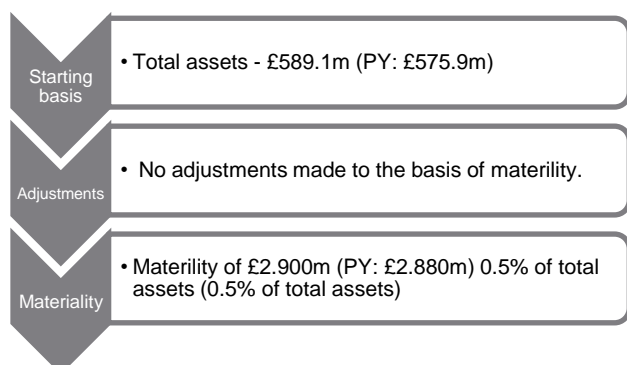 Starting
basis
• Total assets - £589.1m (PY: £575.9m)
Adjustments
• No adjustments made to the basis of materility.
Materiality
• Materility of £2.900m (PY: £2.880m) 0.5% of total
assets (0.5% of total assets)